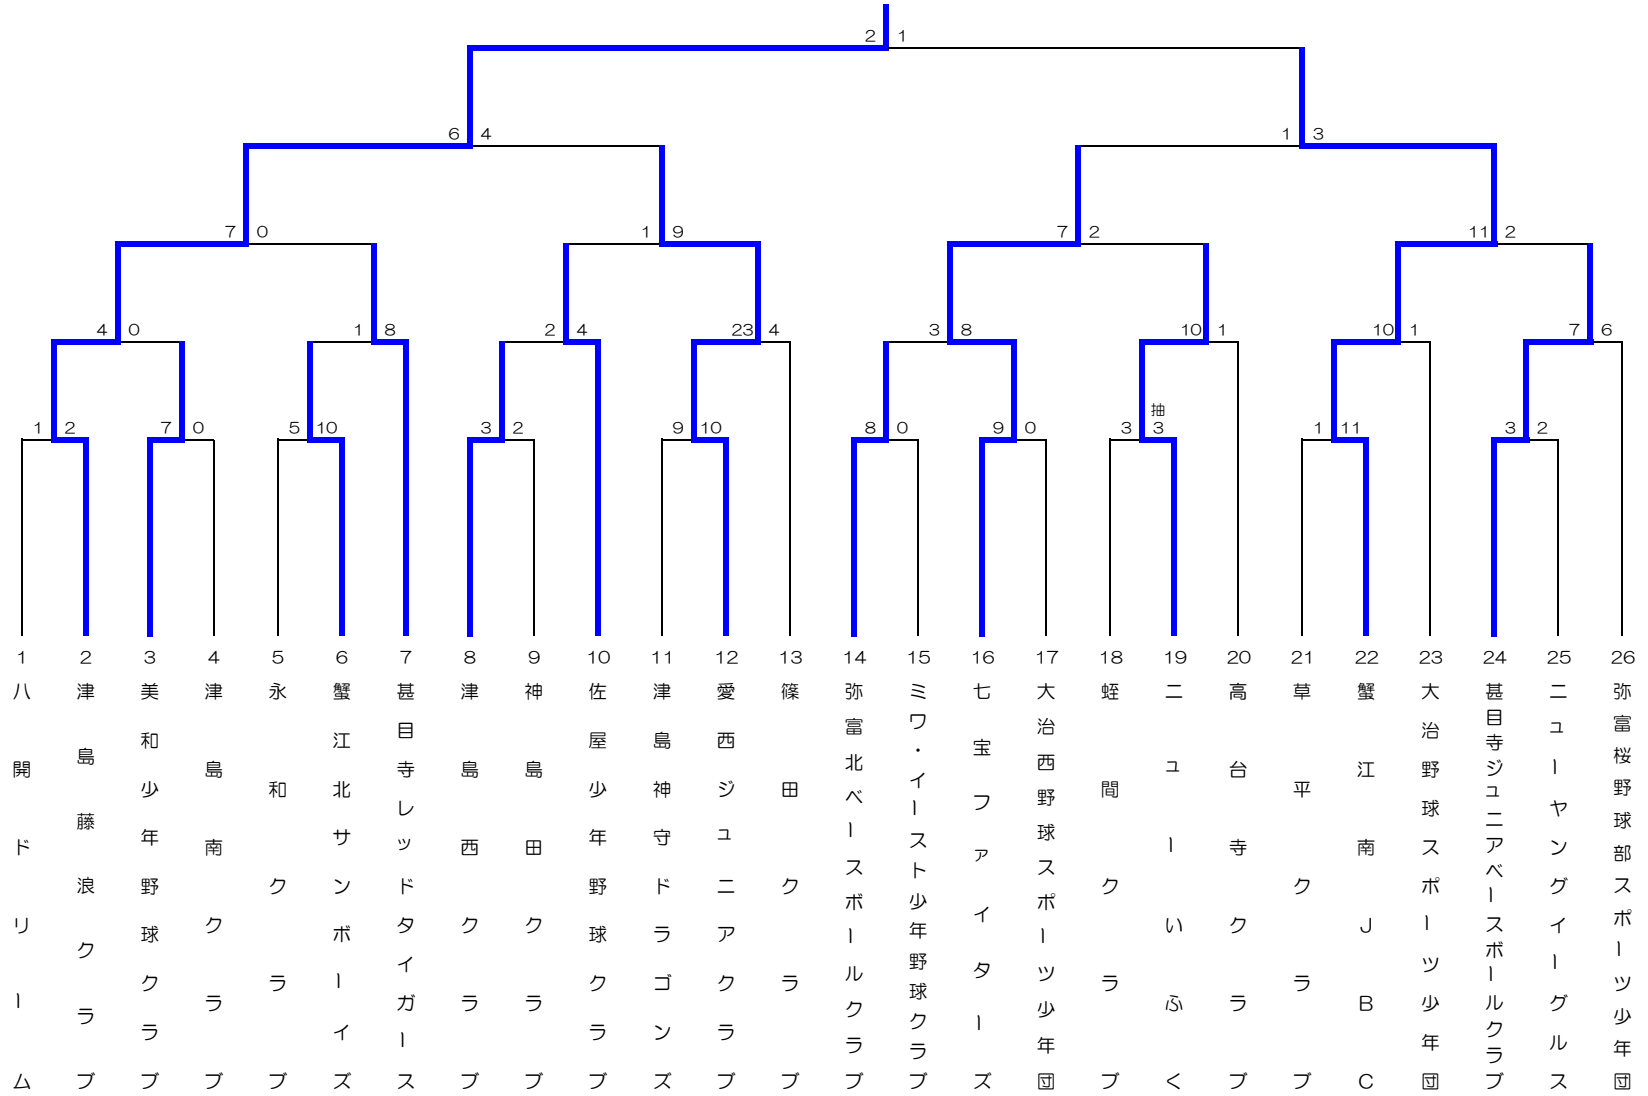 2 1
6 4 1 3
7 0 1 9 7 2 11 2
4 0 1 8 2 4 23 4 3 8 10 1 10 1 7 6
抽
1 2 7 0 5 10 3 2 9 10 8 0 9 0 3 3 1 11 3 2
1 八開ドリーム
2 津島藤浪クラブ
3 美和少年野球クラブ
4 津島南クラブ
5 永和クラブ
6 蟹江北サンボーイズ
7 甚目寺レッドタイガース
8 津島西クラブ
9 神島田クラブ
10 佐屋少年野球クラブ
11 津島神守ドラゴンズ
12 愛西ジュニアクラブ
13 篠田クラブ
14 弥富北ベースボールクラブ
15 ミワ・イースト少年野球クラブ
16 七宝ファイターズ
17 大治西野球スポーツ少年団
18 蛭間クラブ
19 ニューいふく
20 高台寺クラブ
21 草平クラブ
22 蟹江南JBC
23 大治野球スポーツ少年団
24 甚目寺ジュニアベースボールクラブ
25 ニューヤングイーグルス
26 弥富桜野球部スポーツ少年団